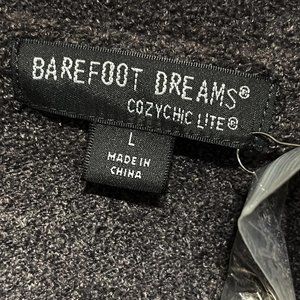 BAREFOOT DREAMS®
COZYCHIC LITE®
L
MADE IN
CHINA